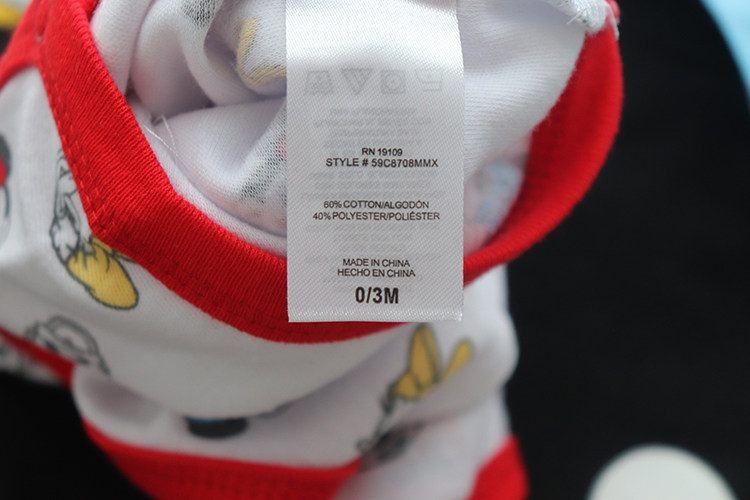 RN 19109
STYLE # 59C8708MMX
60% COTTON/ALGODÓN
40% POLYESTER/POLIÉSTER
MADE IN CHINA
HECHO EN CHINA
0/3M